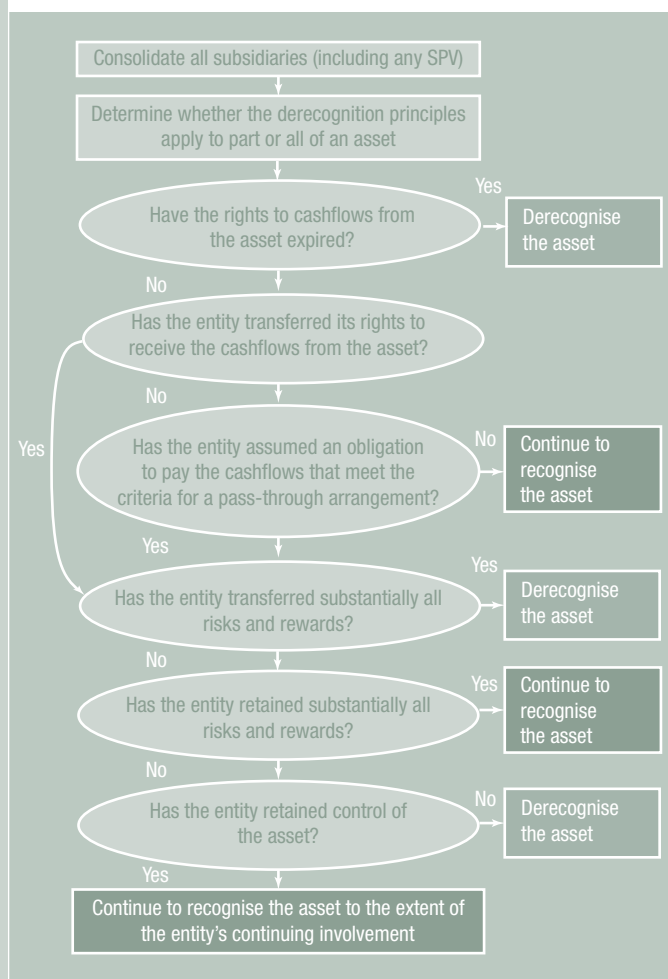 Consolidate all subsidiaries (including any SPV)
Determine whether the derecognition principles
apply to part or all of an asset
Have the rights to cashflows from
the asset expired?
Yes
Derecognise
the asset
No
Has the entity transferred its rights to
receive the cashflows from the asset?
No
Yes
Has the entity assumed an obligation
to pay the cashflows that meet the
criteria for a pass-through arrangement?
No
Continue to
recognise
the asset
Yes
Has the entity transferred substantially all
risks and rewards?
Yes
Derecognise
the asset
No
Has the entity retained substantially all
risks and rewards?
Yes
Continue to
recognise
the asset
No
Has the entity retained control of
the asset?
No
Derecognise
the asset
Yes
Continue to recognise the asset to the extent of
the entity's continuing involvement